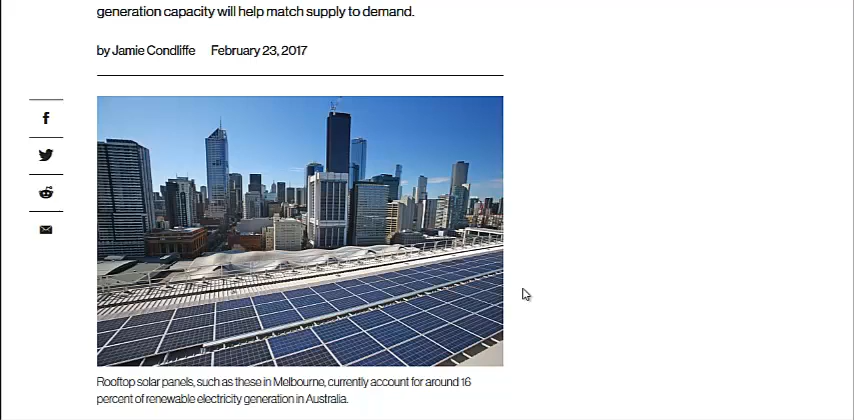 generation capacity will help match supply to demand.
by Jamie Condliffe February 23, 2017
Rooftop solar panels, such as these in Melbourne, currently account for around 16
percent of renewable electricity generation in Australia.